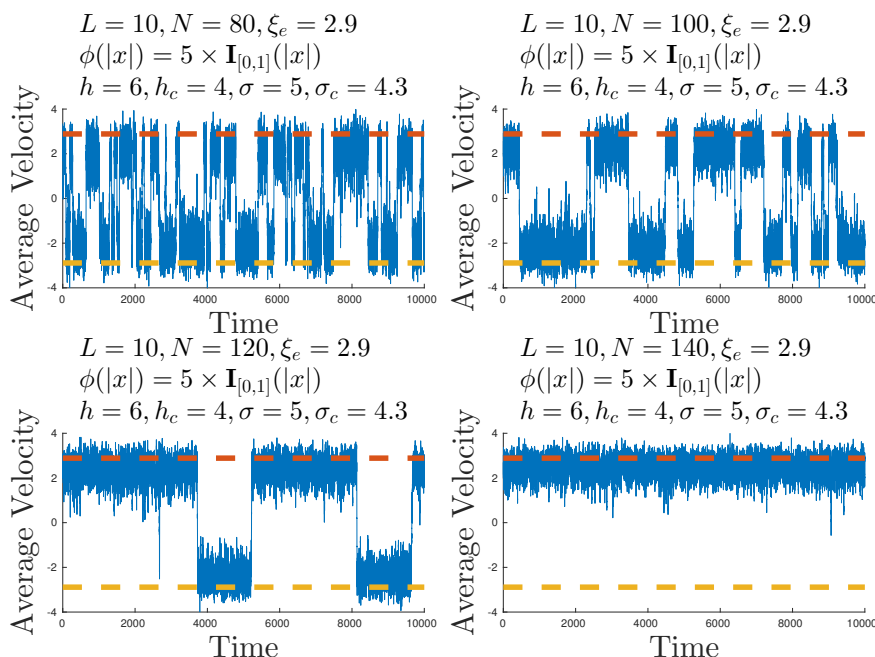 L = 10, N = 80, ξ_e = 2.9
φ(|x|) = 5 × I_{[0,1]}(|x|)
h = 6, h_c = 4, σ = 5, σ_c = 4.3
Average Velocity
4
2
0
-2
-4
0 2000 4000 6000 8000 10000
Time
L = 10, N = 100, ξ_e = 2.9
φ(|x|) = 5 × I_{[0,1]}(|x|)
h = 6, h_c = 4, σ = 5, σ_c = 4.3
Average Velocity
4
2
0
-2
-4
0 2000 4000 6000 8000 10000
Time
L = 10, N = 120, ξ_e = 2.9
φ(|x|) = 5 × I_{[0,1]}(|x|)
h = 6, h_c = 4, σ = 5, σ_c = 4.3
Average Velocity
4
2
0
-2
-4
0 2000 4000 6000 8000 10000
Time
L = 10, N = 140, ξ_e = 2.9
φ(|x|) = 5 × I_{[0,1]}(|x|)
h = 6, h_c = 4, σ = 5, σ_c = 4.3
Average Velocity
4
2
0
-2
-4
0 2000 4000 6000 8000 10000
Time